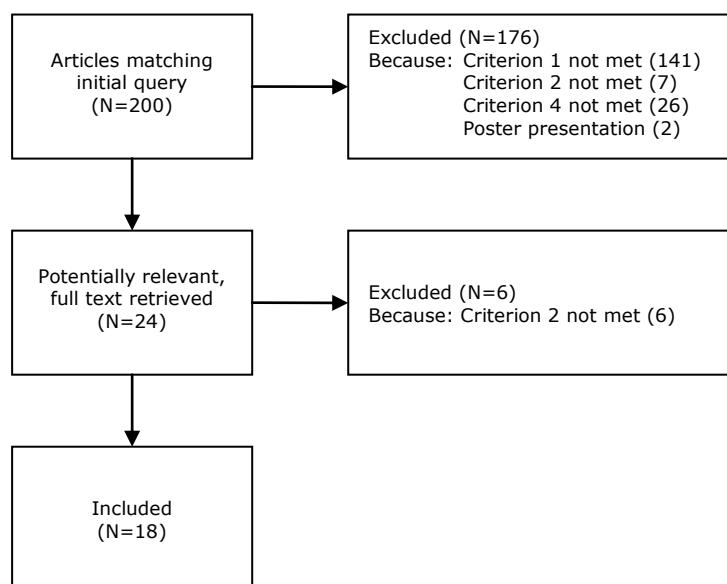 Articles matching
initial query
(N=200)
Excluded (N=176)
Because: Criterion 1 not met (141)
Criterion 2 not met (7)
Criterion 4 not met (26)
Poster presentation (2)
Potentially relevant,
full text retrieved
(N=24)
Excluded (N=6)
Because: Criterion 2 not met (6)
Included
(N=18)